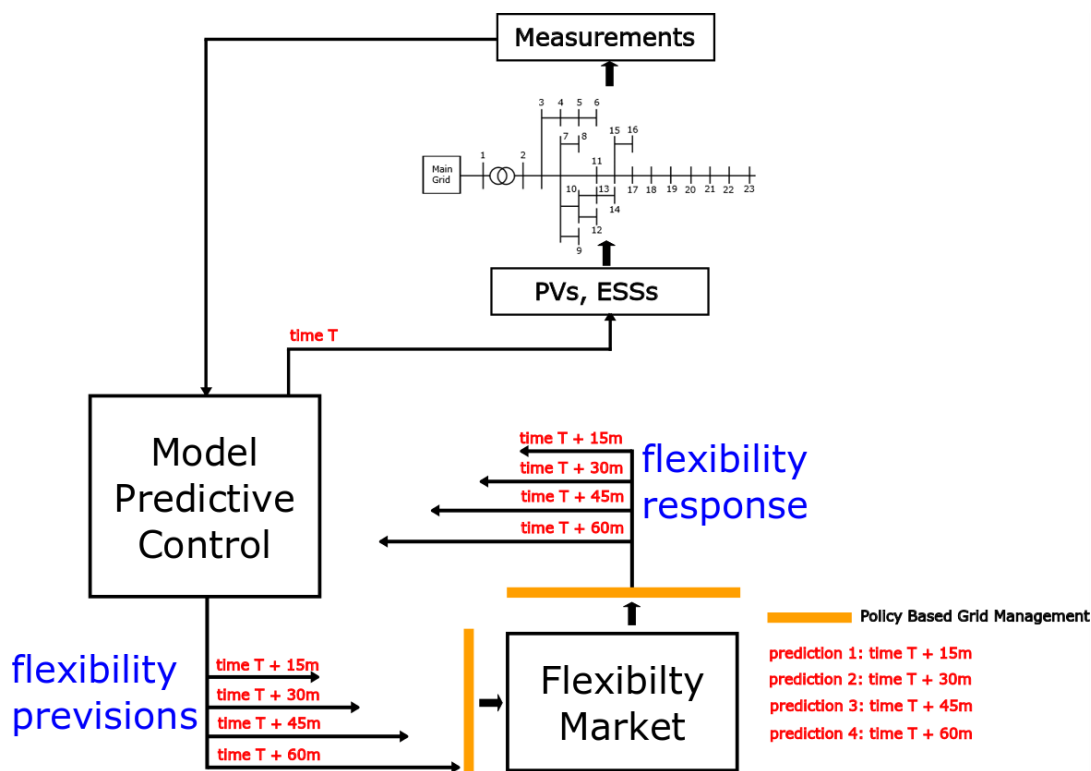 Measurements
3 4 5 6
7 8
15 16
1 2
11
Main
Grid
17 18 19 20 21 22 23
10 13
14
12
9
PVs, ESSs
time T
Model
Predictive
Control
time T + 15m
time T + 30m
time T + 45m
time T + 60m
flexibility
response
flexibility
previsions
time T + 15m
time T + 30m
time T + 45m
time T + 60m
Flexibilty
Market
Policy Based Grid Management
prediction 1: time T + 15m
prediction 2: time T + 30m
prediction 3: time T + 45m
prediction 4: time T + 60m